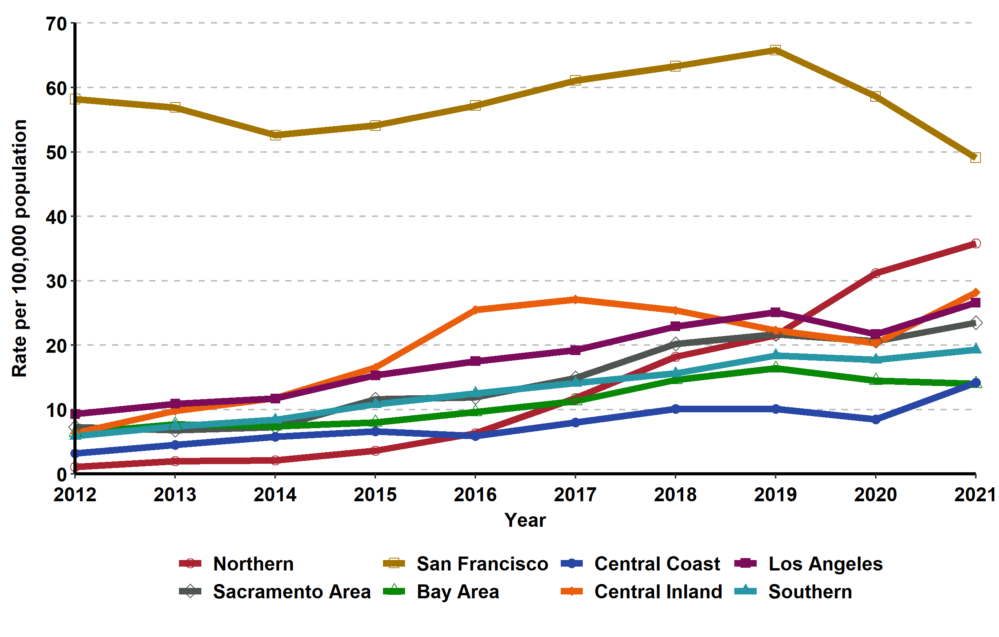 70
60
50
40
30
20
10
0
Rate per 100,000 population
2012 2013 2014 2015 2016 2017 2018 2019 2020 2021
Year
Northern San Francisco Central Coast Los Angeles
Sacramento Area Bay Area Central Inland Southern